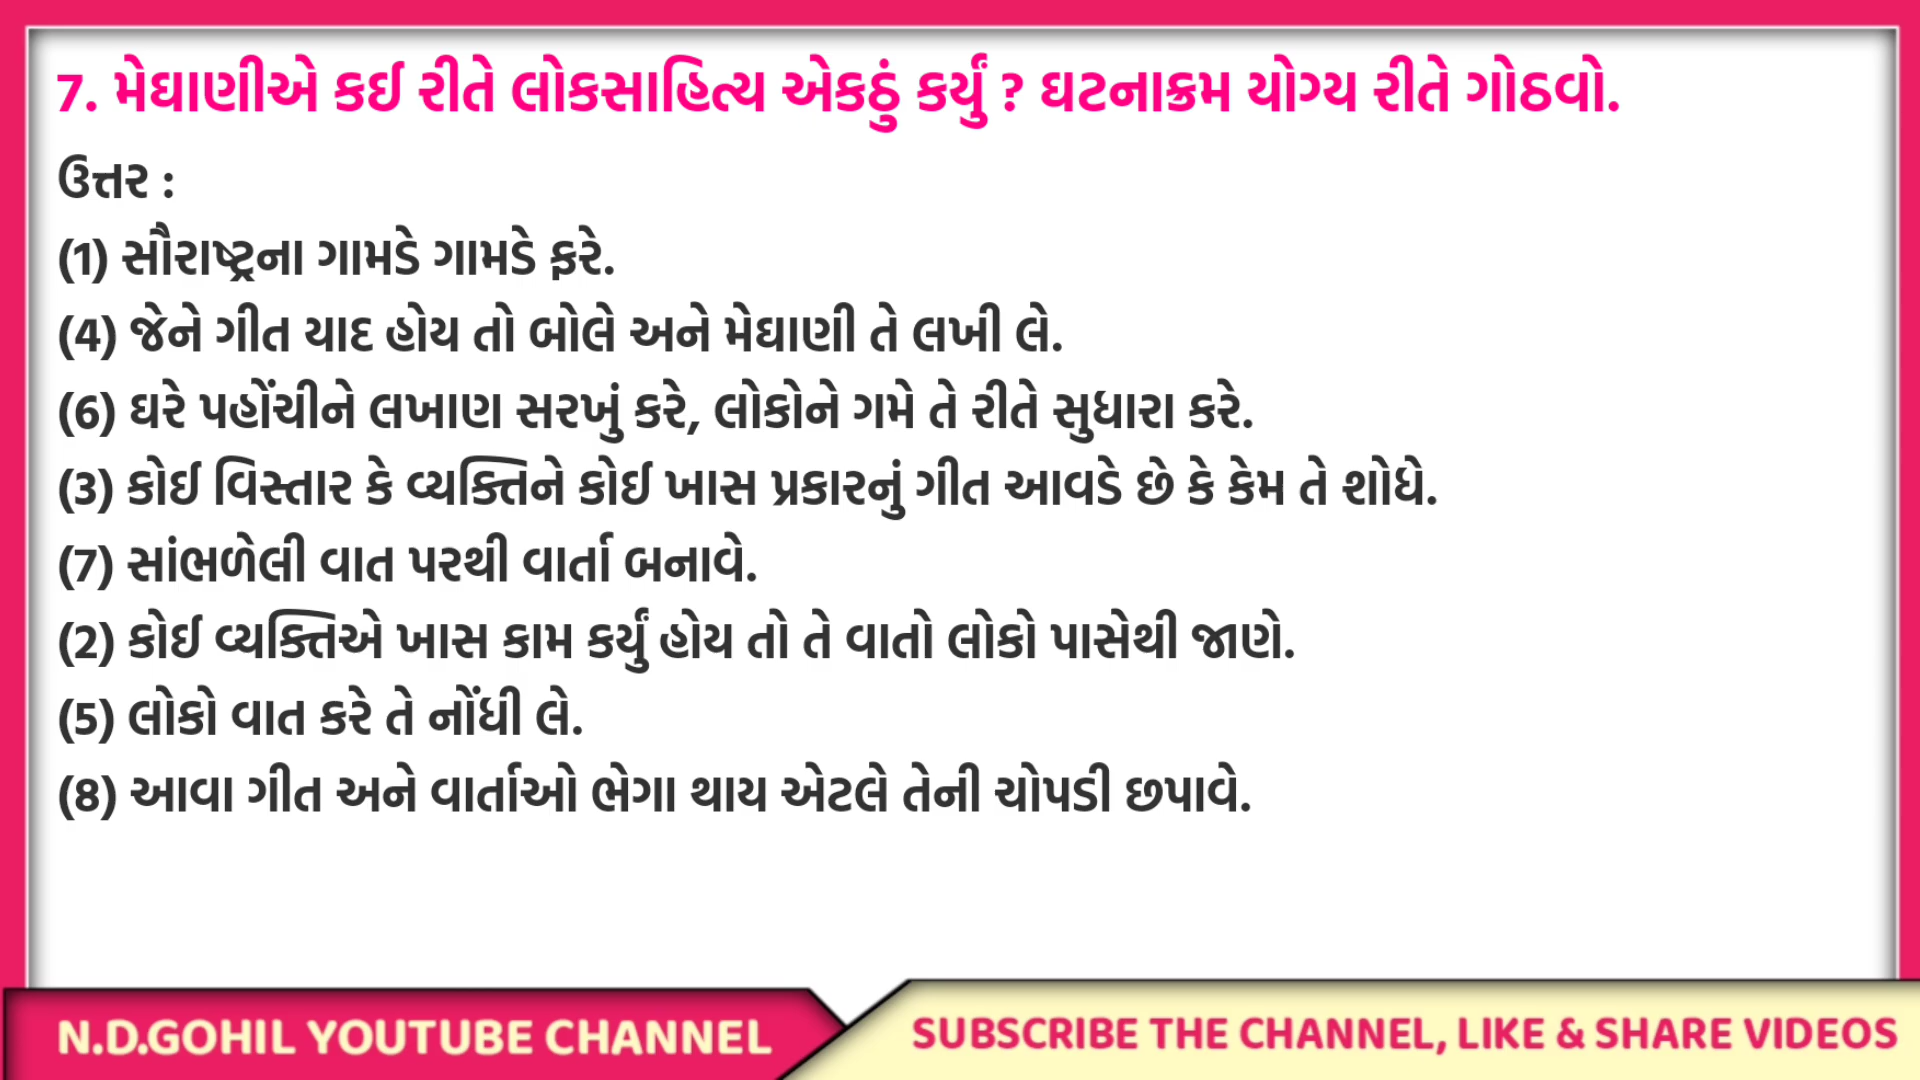 7. મેઘાણીએ કઈ રીતે લોકસાહિત્ય એકઠું કર્યું ? ઘટનાક્રમ યોગ્ય રીતે ગોઠવો.
ઉત્તર :
(1) સૌરાષ્ટ્રના ગામડે ગામડે ફરે.
(4) જેને ગીત યાદ હોય તો બોલે અને મેઘાણી તે લખી લે.
(6) ઘરે પહોંચીને લખાણ સરખું કરે, લોકોને ગમે તે રીતે સુધારા કરે.
(3) કોઈ વિસ્તાર કે વ્યક્તિને કોઈ ખાસ પ્રકારનું ગીત આવડે છે કે કેમ તે શોધે.
(7) સાંભળેલી વાત પરથી વાર્તા બનાવે.
(2) કોઈ વ્યક્તિએ ખાસ કામ કર્યું હોય તો તે વાતો લોકો પાસેથી જાણે.
(5) લોકો વાત કરે તે નોંધી લે.
(8) આવા ગીત અને વાર્તાઓ ભેગા થાય એટલે તેની ચોપડી છપાવે.
N.D.GOHIL YOUTUBE CHANNEL
SUBSCRIBE THE CHANNEL, LIKE & SHARE VIDEOS